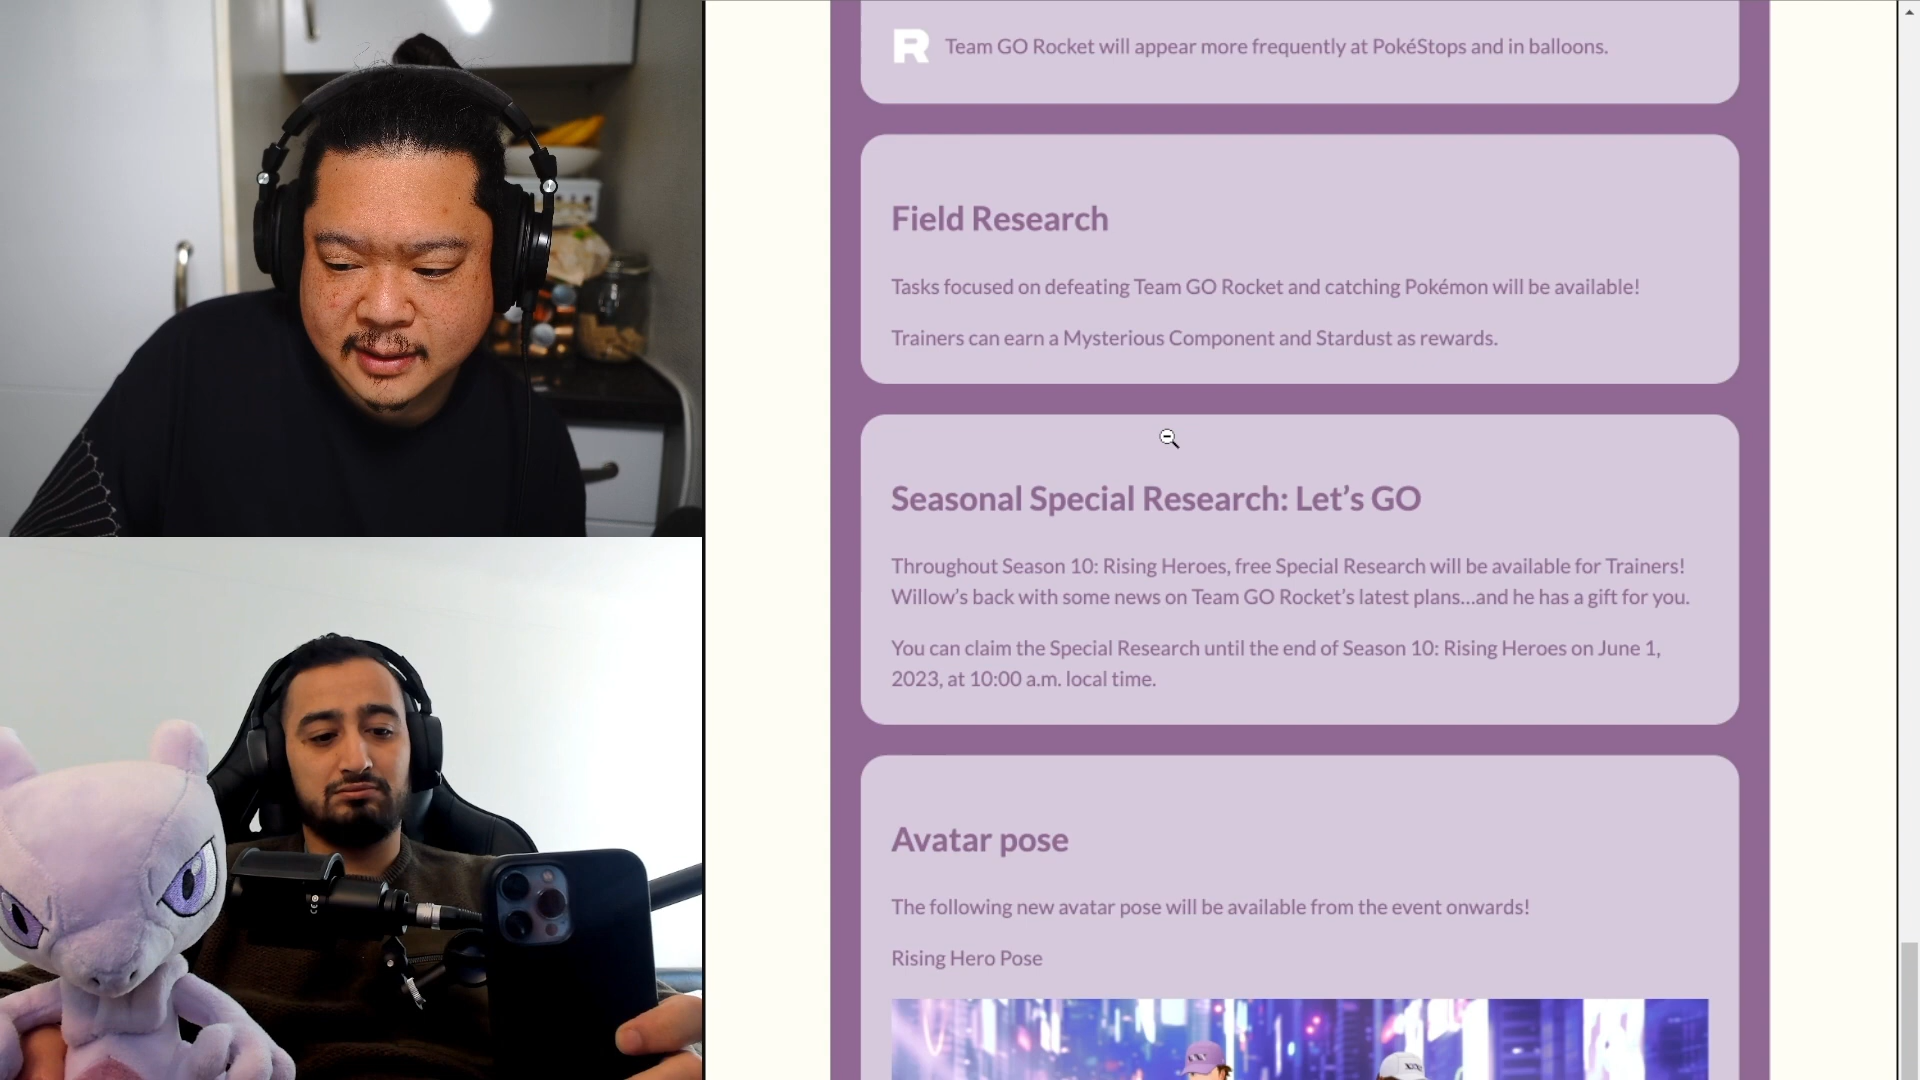 R Team GO Rocket will appear more frequently at PokéStops and in balloons.
Field Research
Tasks focused on defeating Team GO Rocket and catching Pokémon will be available!
Trainers can earn a Mysterious Component and Stardust as rewards.
Seasonal Special Research: Let’s GO
Throughout Season 10: Rising Heroes, free Special Research will be available for Trainers!
Willow’s back with some news on Team GO Rocket’s latest plans…and he has a gift for you.
You can claim the Special Research until the end of Season 10: Rising Heroes on June 1,
2023, at 10:00 a.m. local time.
Avatar pose
The following new avatar pose will be available from the event onwards!
Rising Hero Pose